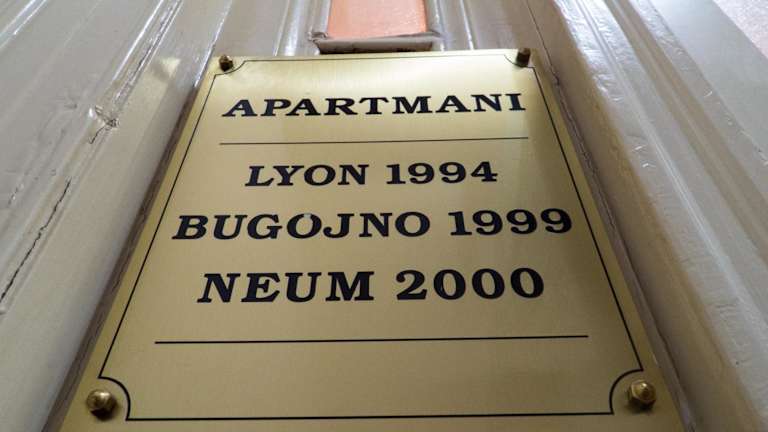 APARTMANI
LYON 1994
BUGOJNO 1999
NEUM 2000